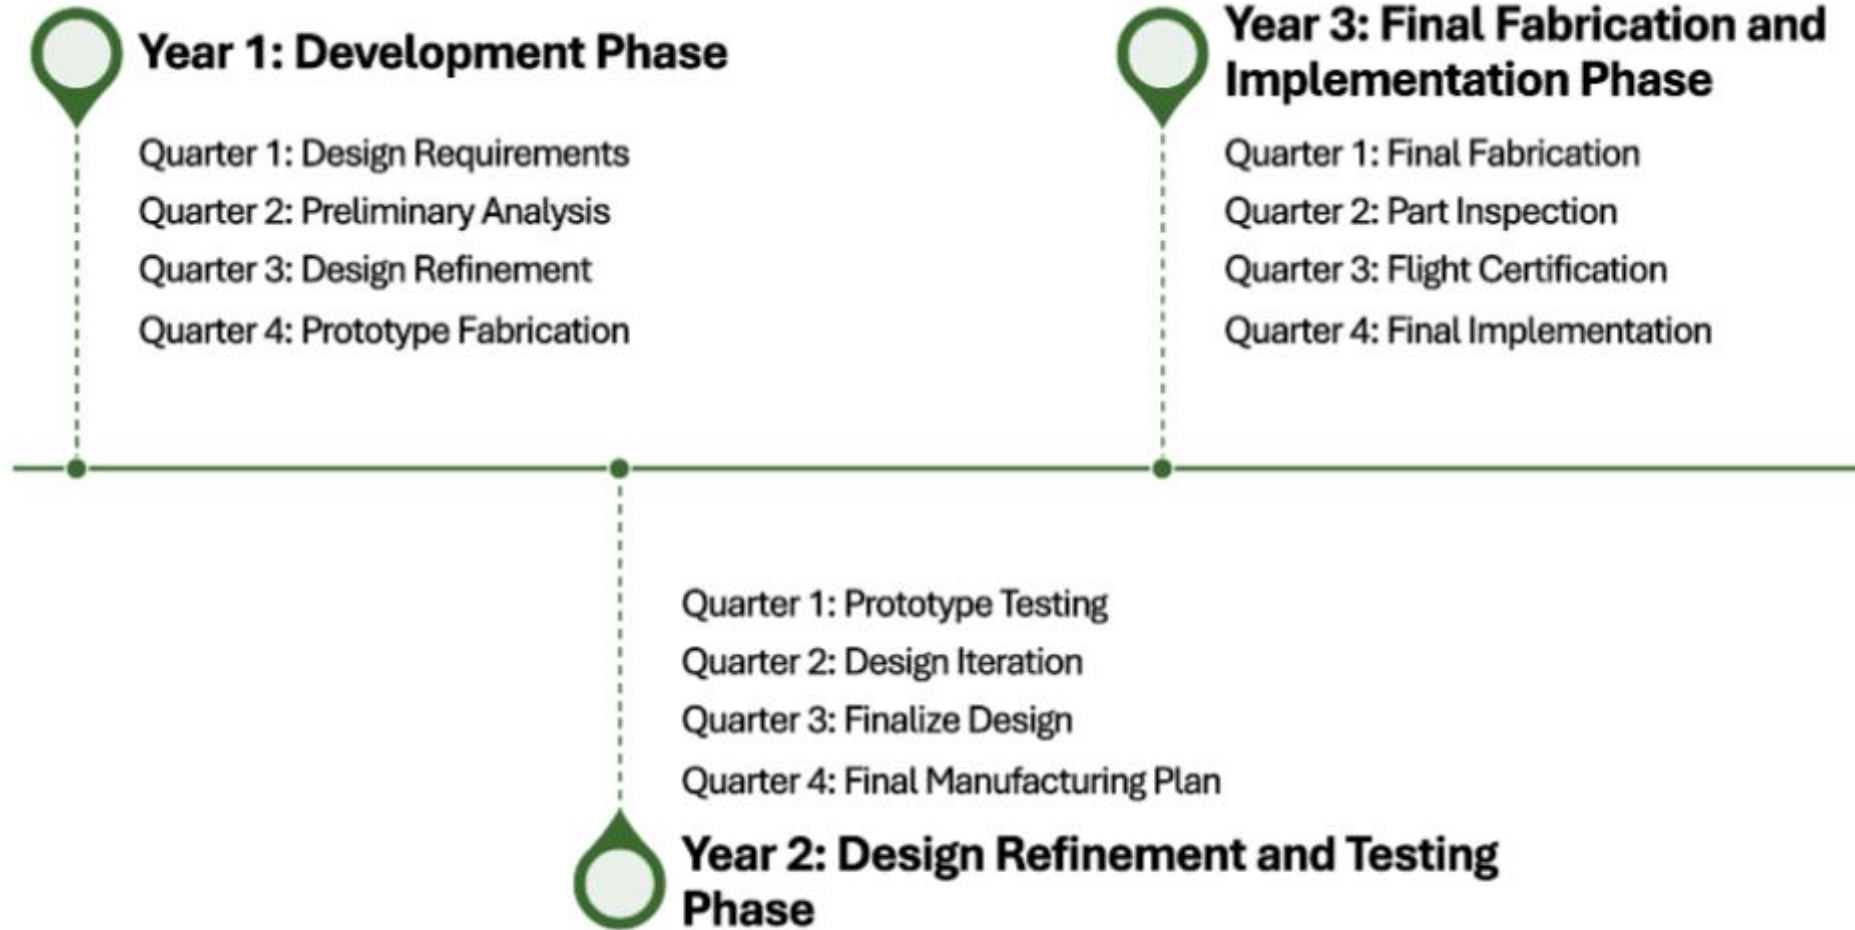 Year 1: Development Phase
Quarter 1: Design Requirements
Quarter 2: Preliminary Analysis
Quarter 3: Design Refinement
Quarter 4: Prototype Fabrication
Year 3: Final Fabrication and
Implementation Phase
Quarter 1: Final Fabrication
Quarter 2: Part Inspection
Quarter 3: Flight Certification
Quarter 4: Final Implementation
Quarter 1: Prototype Testing
Quarter 2: Design Iteration
Quarter 3: Finalize Design
Quarter 4: Final Manufacturing Plan
Year 2: Design Refinement and Testing
Phase